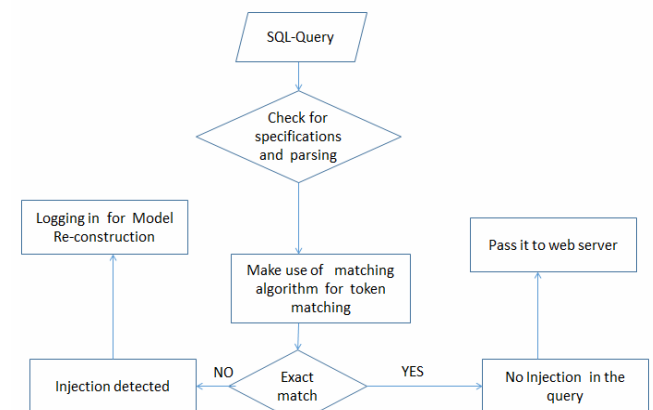 SQL-Query
Check for
specifications
and parsing
Logging in for Model
Re-construction
Pass it to web server
Make use of matching
algorithm for token
matching
NO
YES
Injection detected
Exact
match
No Injection in the
query